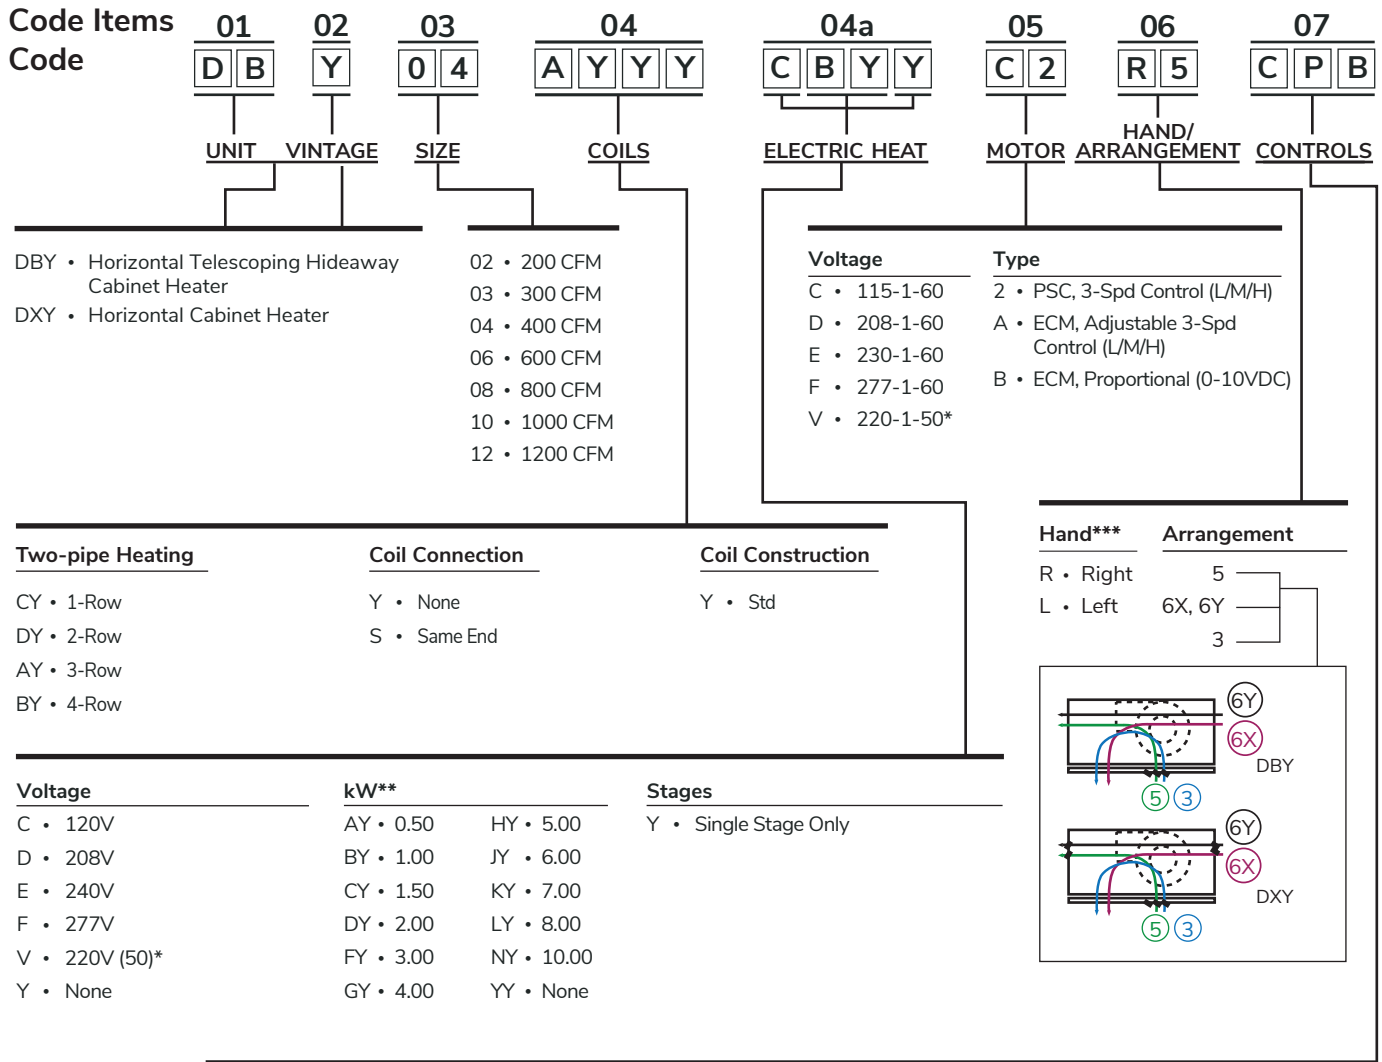 Code Items 01 02 03 04 04a 05 06 07
Code D B Y 0 4 A Y Y Y C B Y Y C 2 R 5 C P B
UNIT VINTAGE SIZE COILS ELECTRIC HEAT MOTOR HAND/
ARRANGEMENT CONTROLS
DBY • Horizontal Telescoping Hideaway
Cabinet Heater
DXY • Horizontal Cabinet Heater
02 • 200 CFM
03 • 300 CFM
04 • 400 CFM
06 • 600 CFM
08 • 800 CFM
10 • 1000 CFM
12 • 1200 CFM
Voltage
C • 115-1-60
D • 208-1-60
E • 230-1-60
F • 277-1-60
V • 220-1-50*
Type
2 • PSC, 3-Spd Control (L/M/H)
A • ECM, Adjustable 3-Spd
Control (L/M/H)
B • ECM, Proportional (0-10VDC)
Two-pipe Heating
CY • 1-Row
DY • 2-Row
AY • 3-Row
BY • 4-Row
Coil Connection
Y • None
S • Same End
Coil Construction
Y • Std
Hand***
R • Right
L • Left
Arrangement
5
6X, 6Y
3
6Y
6X
DBY
5 3
6Y
6X
DXY
5 3
Voltage
C • 120V
D • 208V
E • 240V
F • 277V
V • 220V (50)*
Y • None
kW**
AY • 0.50 HY • 5.00
BY • 1.00 JY • 6.00
CY • 1.50 KY • 7.00
DY • 2.00 LY • 8.00
FY • 3.00 NY • 10.00
GY • 4.00 YY • None
Stages
Y • Single Stage Only